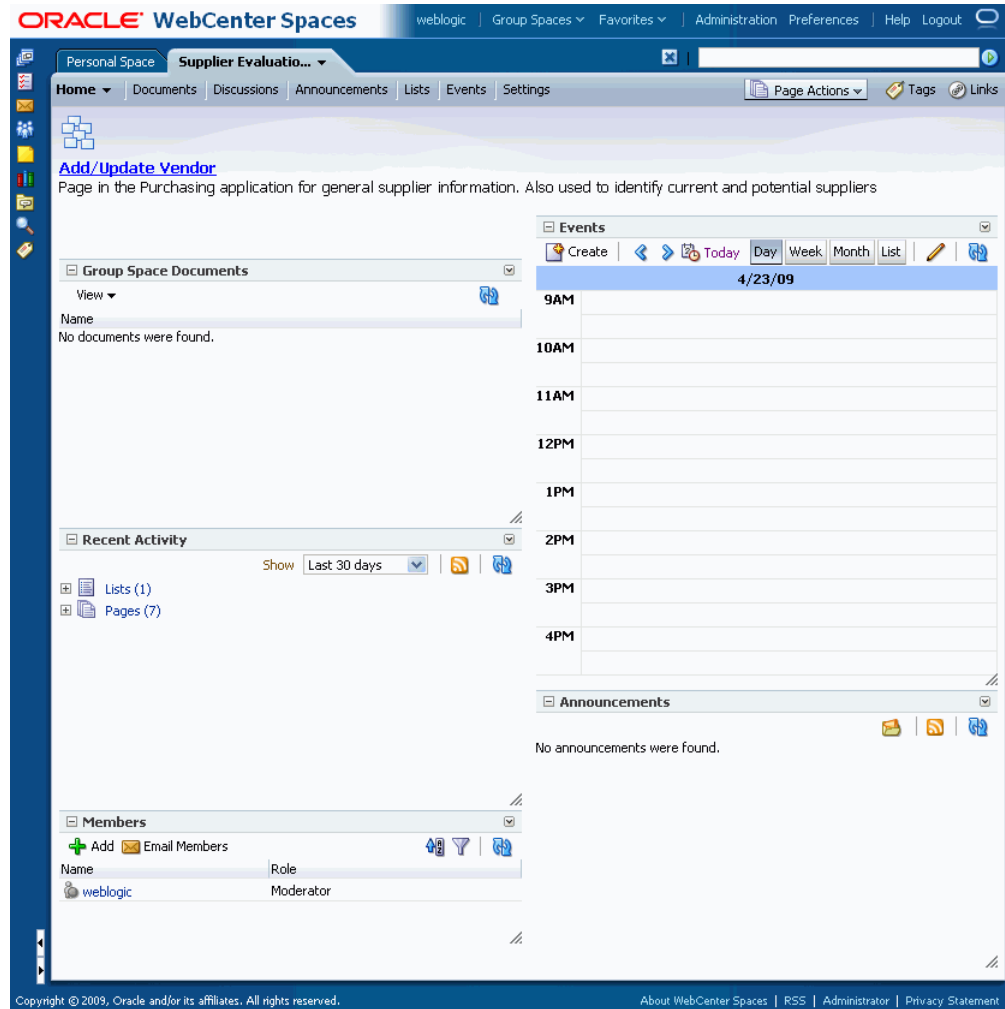 ORACLE WebCenter Spaces
weblogic | Group Spaces Favorites | Administration Preferences | Help Logout
Personal Space Supplier Evaluatio...
Home Documents Discussions Announcements Lists Events Settings Page Actions Tags Links
Add/Update Vendor
Page in the Purchasing application for general supplier information. Also used to identify current and potential suppliers
Group Space Documents
View
Name
No documents were found.
Recent Activity
Show Last 30 days
Lists (1)
Pages (7)
Members
Add Email Members
Name Role
weblogic Moderator
Events
Create Today Day Week Month List
4/23/09
9AM
10AM
11AM
12PM
1PM
2PM
3PM
4PM
Announcements
No announcements were found.
Copyright © 2009, Oracle and/or its affiliates. All rights reserved.
About WebCenter Spaces | RSS | Administrator | Privacy Statement